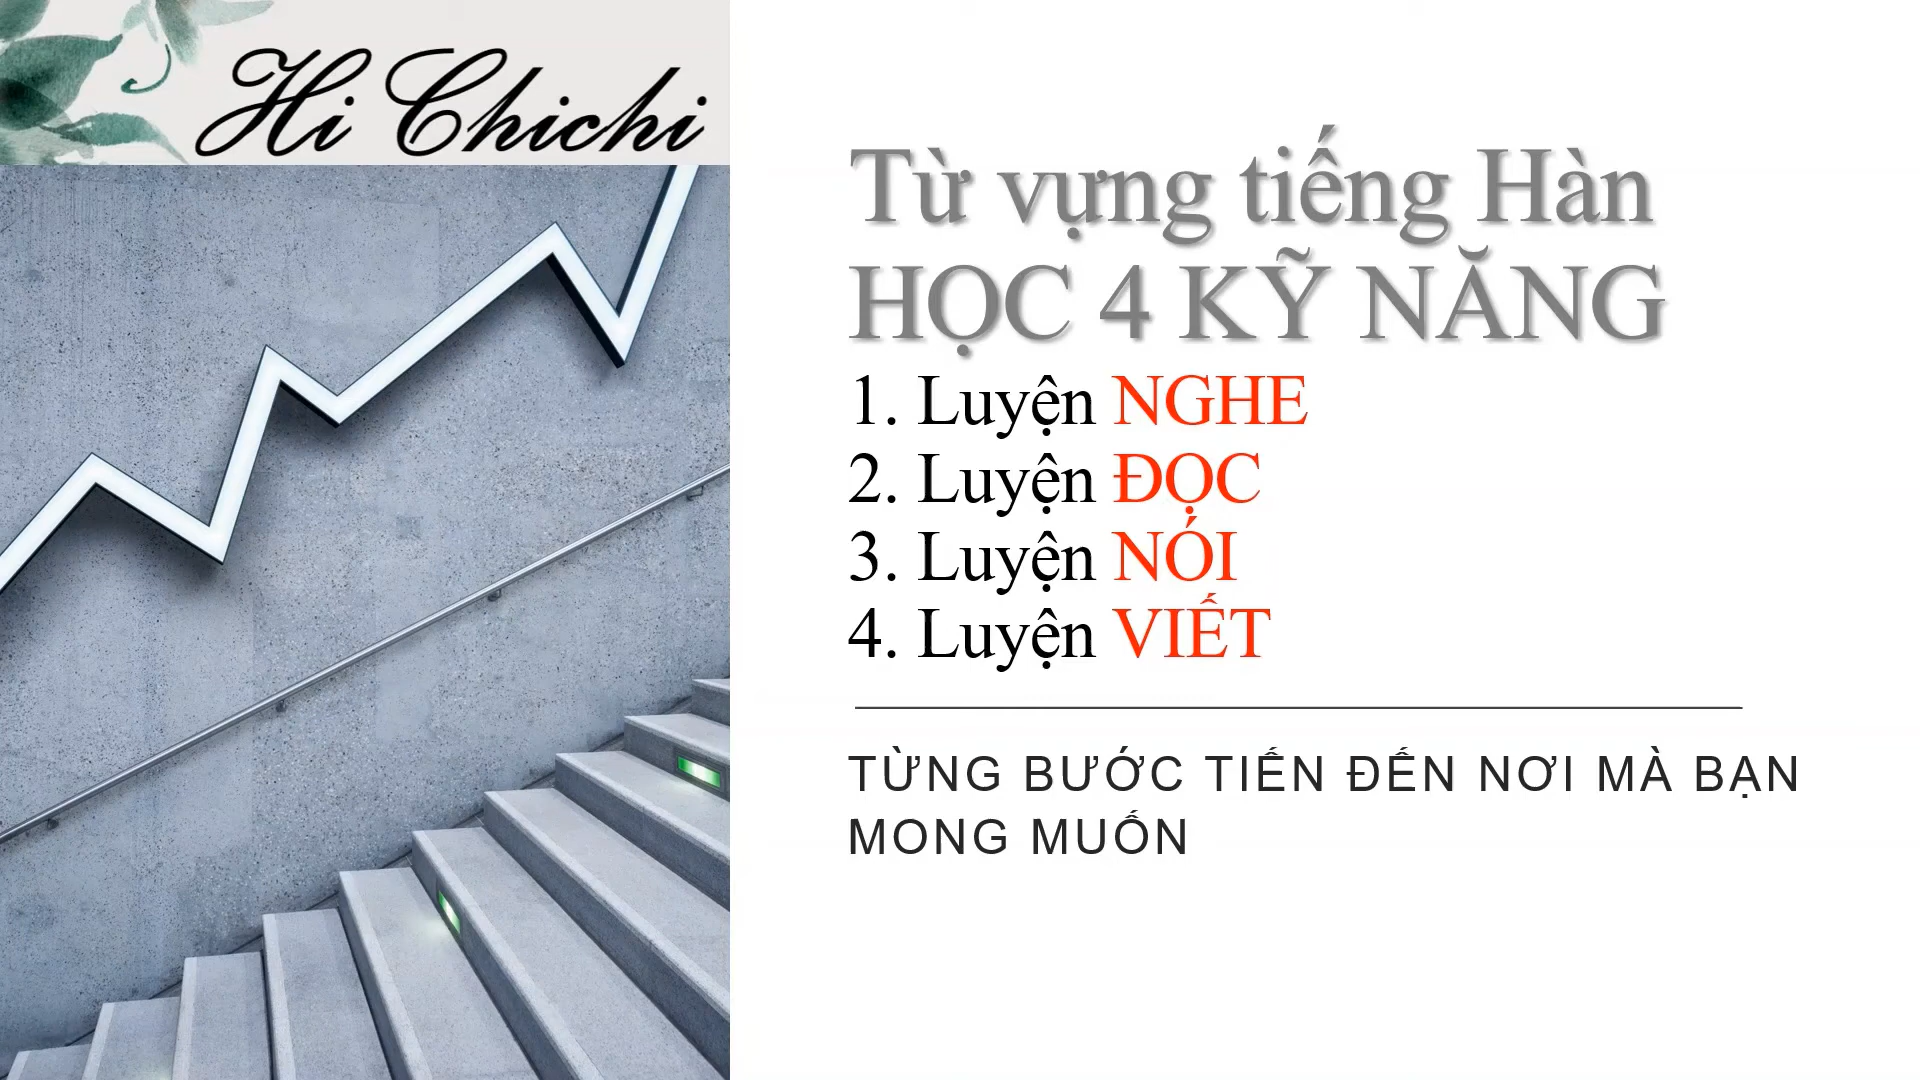 Hi Chichi
Từ vựng tiếng Hàn
HỌC 4 KỸ NĂNG
1. Luyện NGHE
2. Luyện ĐỌC
3. Luyện NÓI
4. Luyện VIẾT
TỪNG BƯỚC TIẾN ĐẾN NƠI MÀ BẠN
MONG MUỐN